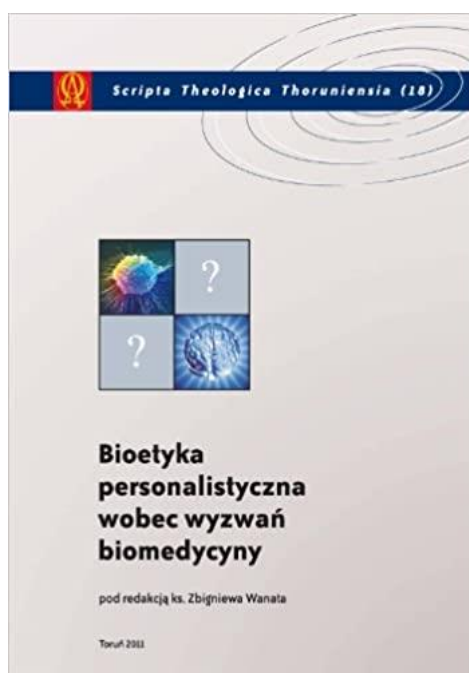 Scripta Theologica Thoruniensia (18)
?
?
Bioetyka
personalistyczna
wobec wyzwań
biomedycyny
pod redakcją ks. Zbigniewa Wanata
Toruń 2011